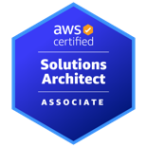 aws
certified
Solutions
Architect
ASSOCIATE